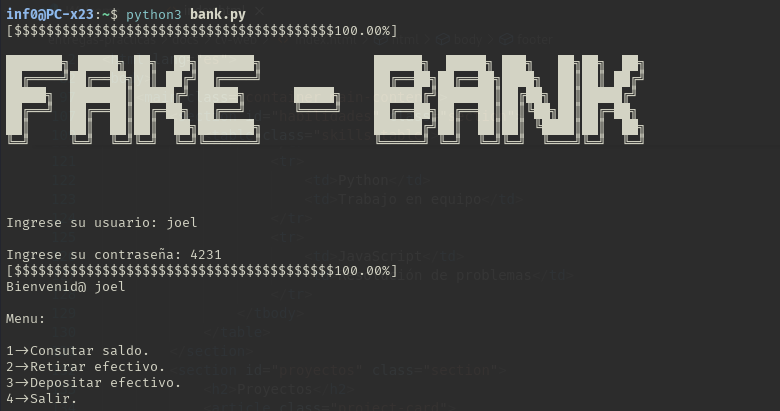 inf0@PC-x23:~$ python3 bank.py
[$$$$$$$$$$$$$$$$$$$$$$$$$$$$$$$$$$$$$$$$100.00%]
FAKE - BANK
Ingrese su usuario: joel
Ingrese su contraseña: 4231
[$$$$$$$$$$$$$$$$$$$$$$$$$$$$$$$$$$$$$$$$100.00%]
Bienvenid@ joel
Menu:
1->Consutar saldo.
2->Retirar efectivo.
3->Depositar efectivo.
4->Salir.